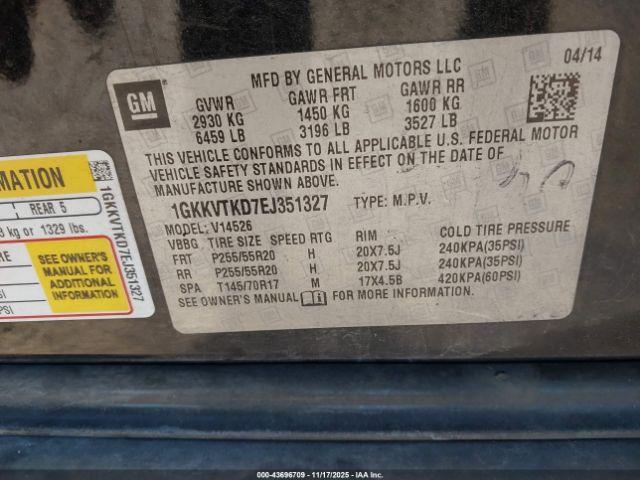 GM
MFD BY GENERAL MOTORS LLC
04/14
GVWR GAWR FRT GAWR RR
2930 KG 1450 KG 1600 KG
6459 LB 3196 LB 3527 LB
THIS VEHICLE CONFORMS TO ALL APPLICABLE U.S. FEDERAL MOTOR
VEHICLE SAFETY STANDARDS IN EFFECT ON THE DATE OF
MANUFACTURE SHOWN ABOVE.
1GKKVTKD7EJ351327 TYPE: M.P.V.
MODEL: V14526
VBBG TIRE SIZE SPEED RTG RIM COLD TIRE PRESSURE
FRT P255/55R20 H 20X7.5J 240KPA(35PSI)
RR P255/55R20 H 20X7.5J 240KPA(35PSI)
SPA T145/70R17 M 17X4.5B 420KPA(60PSI)
SEE OWNER'S MANUAL FOR MORE INFORMATION.
REAR 5
kg or 1329 lbs.
SEE OWNER'S
MANUAL FOR
ADDITIONAL
INFORMATION
1GKKVTKD7EJ351327
© IAA - 43696709 - 11/17/2025 - IAA, Inc.